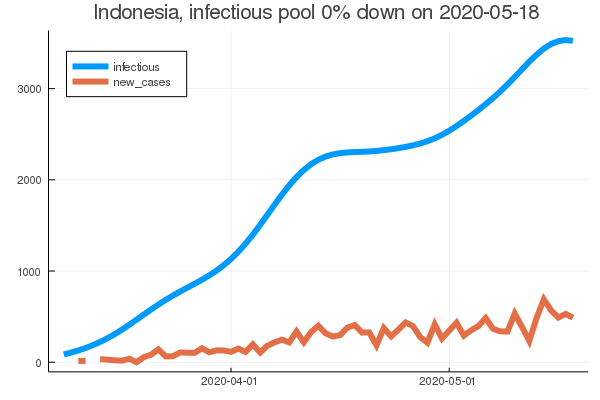 Indonesia, infectious pool 0% down on 2020-05-18
infectious
new_cases
3000
2000
1000
0
2020-04-01
2020-05-01